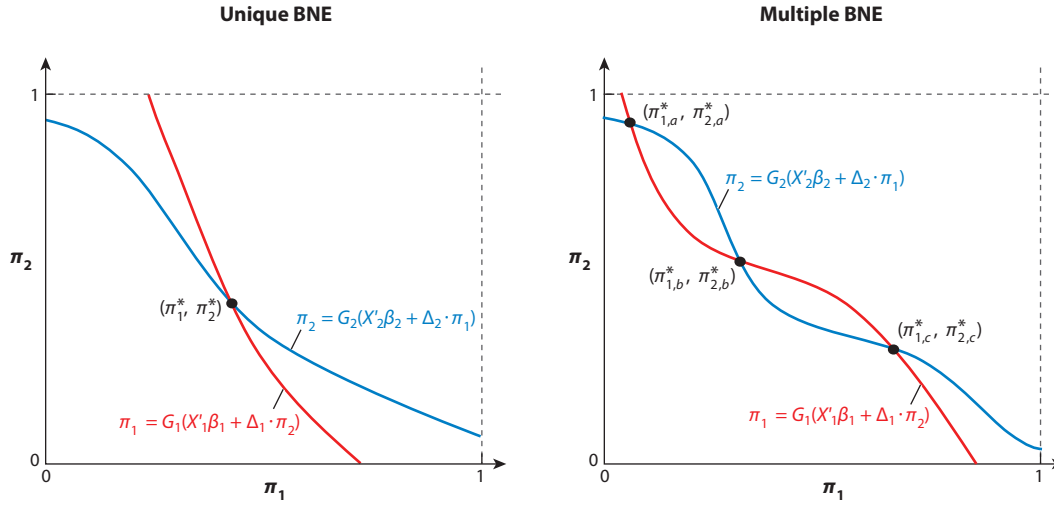 Unique BNE
1
π₂
(π*₁, π*₂)
π₂ = G₂(X'₂β₂ + Δ₂ · π₁)
π₁ = G₁(X'₁β₁ + Δ₁ · π₂)
0
0
1
π₁
Multiple BNE
1
(π*₁,ₐ, π*₂,ₐ)
π₂ = G₂(X'₂β₂ + Δ₂ · π₁)
π₂
(π*₁,b, π*₂,b)
(π*₁,c, π*₂,c)
π₁ = G₁(X'₁β₁ + Δ₁ · π₂)
0
0
1
π₁